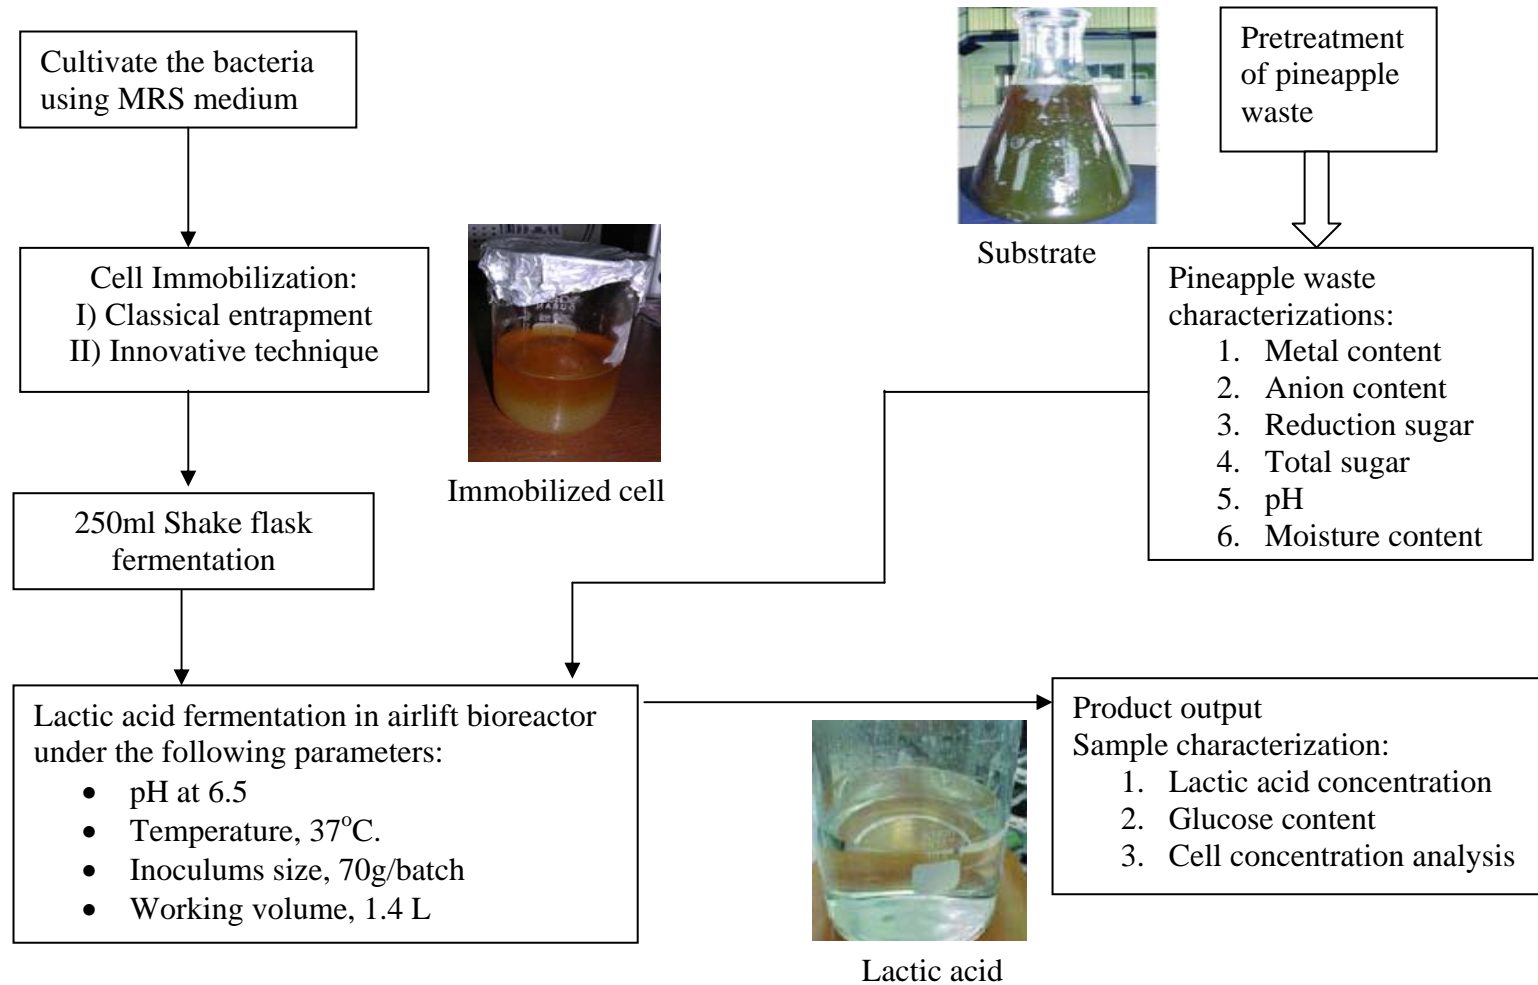 Cultivate the bacteria
using MRS medium
Cell Immobilization:
I) Classical entrapment
II) Innovative technique
250ml Shake flask
fermentation
Immobilized cell
Substrate
Pretreatment
of pineapple
waste
Pineapple waste
characterizations:
1. Metal content
2. Anion content
3. Reduction sugar
4. Total sugar
5. pH
6. Moisture content
Lactic acid fermentation in airlift bioreactor
under the following parameters:
• pH at 6.5
• Temperature, 37°C.
• Inoculums size, 70g/batch
• Working volume, 1.4 L
Lactic acid
Product output
Sample characterization:
1. Lactic acid concentration
2. Glucose content
3. Cell concentration analysis